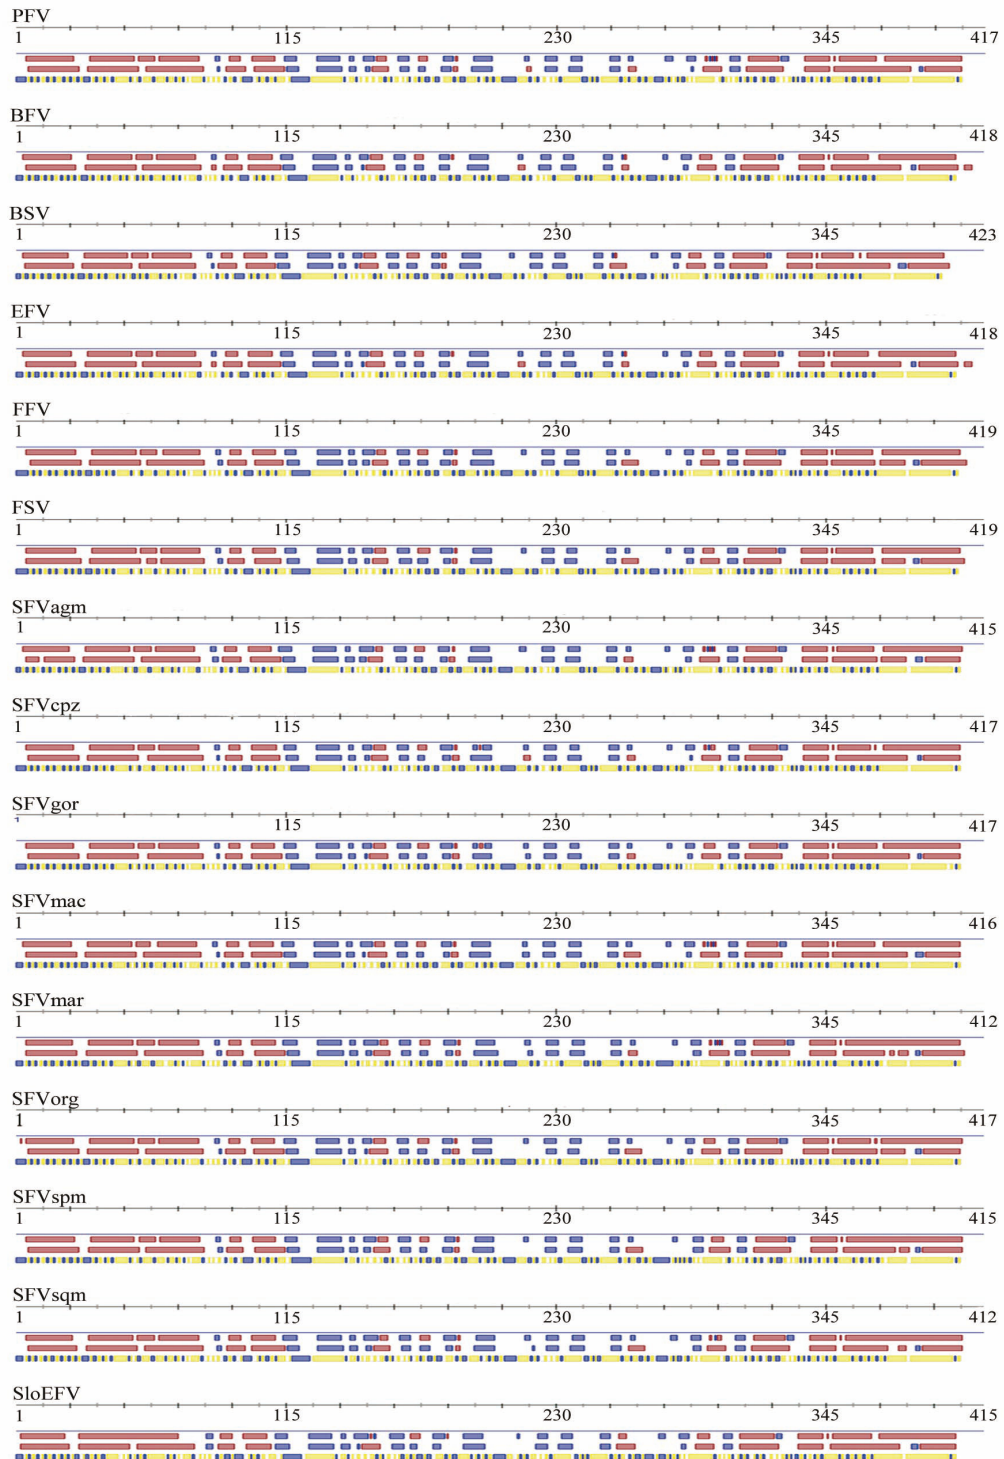 PFV
1 115 230 345 417
BFV
1 115 230 345 418
BSV
1 115 230 345 423
EFV
1 115 230 345 418
FFV
1 115 230 345 419
FSV
1 115 230 345 419
SFVagm
1 115 230 345 415
SFVcpz
1 115 230 345 417
SFVgor
1 115 230 345 417
SFVmac
1 115 230 345 416
SFVmar
1 115 230 345 412
SFVorg
1 115 230 345 417
SFVspm
1 115 230 345 415
SFVsqm
1 115 230 345 412
SloEFV
1 115 230 345 415